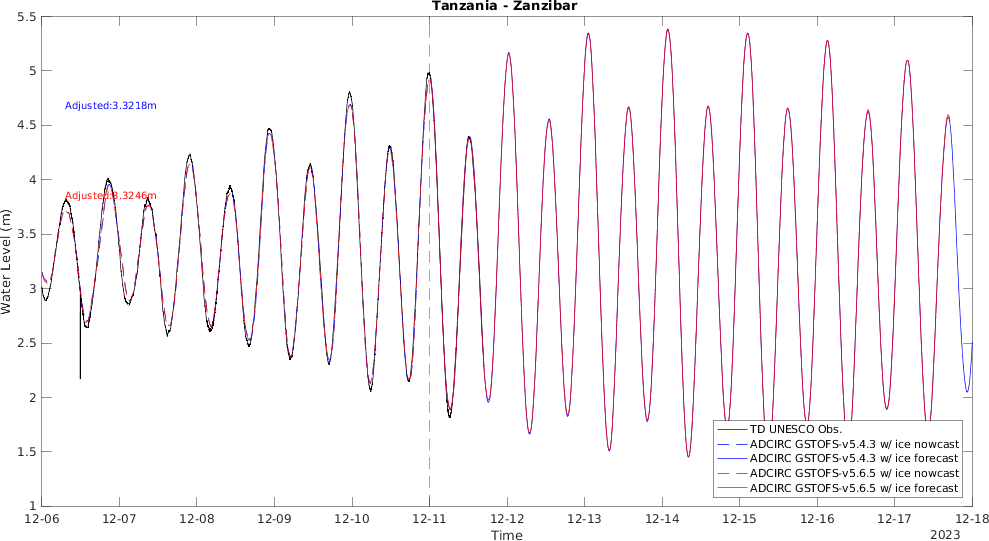 Tanzania - Zanzibar
Water Level (m)
5.5
5
4.5
4
3.5
3
2.5
2
1.5
1
Adjusted:3.3218m
Adjusted:3.3246m
TD UNESCO Obs.
ADCIRC GSTOFS-v5.4.3 w/ ice nowcast
ADCIRC GSTOFS-v5.4.3 w/ ice forecast
ADCIRC GSTOFS-v5.6.5 w/ ice nowcast
ADCIRC GSTOFS-v5.6.5 w/ ice forecast
12-06 12-07 12-08 12-09 12-10 12-11 12-12 12-13 12-14 12-15 12-16 12-17 12-18
Time
2023